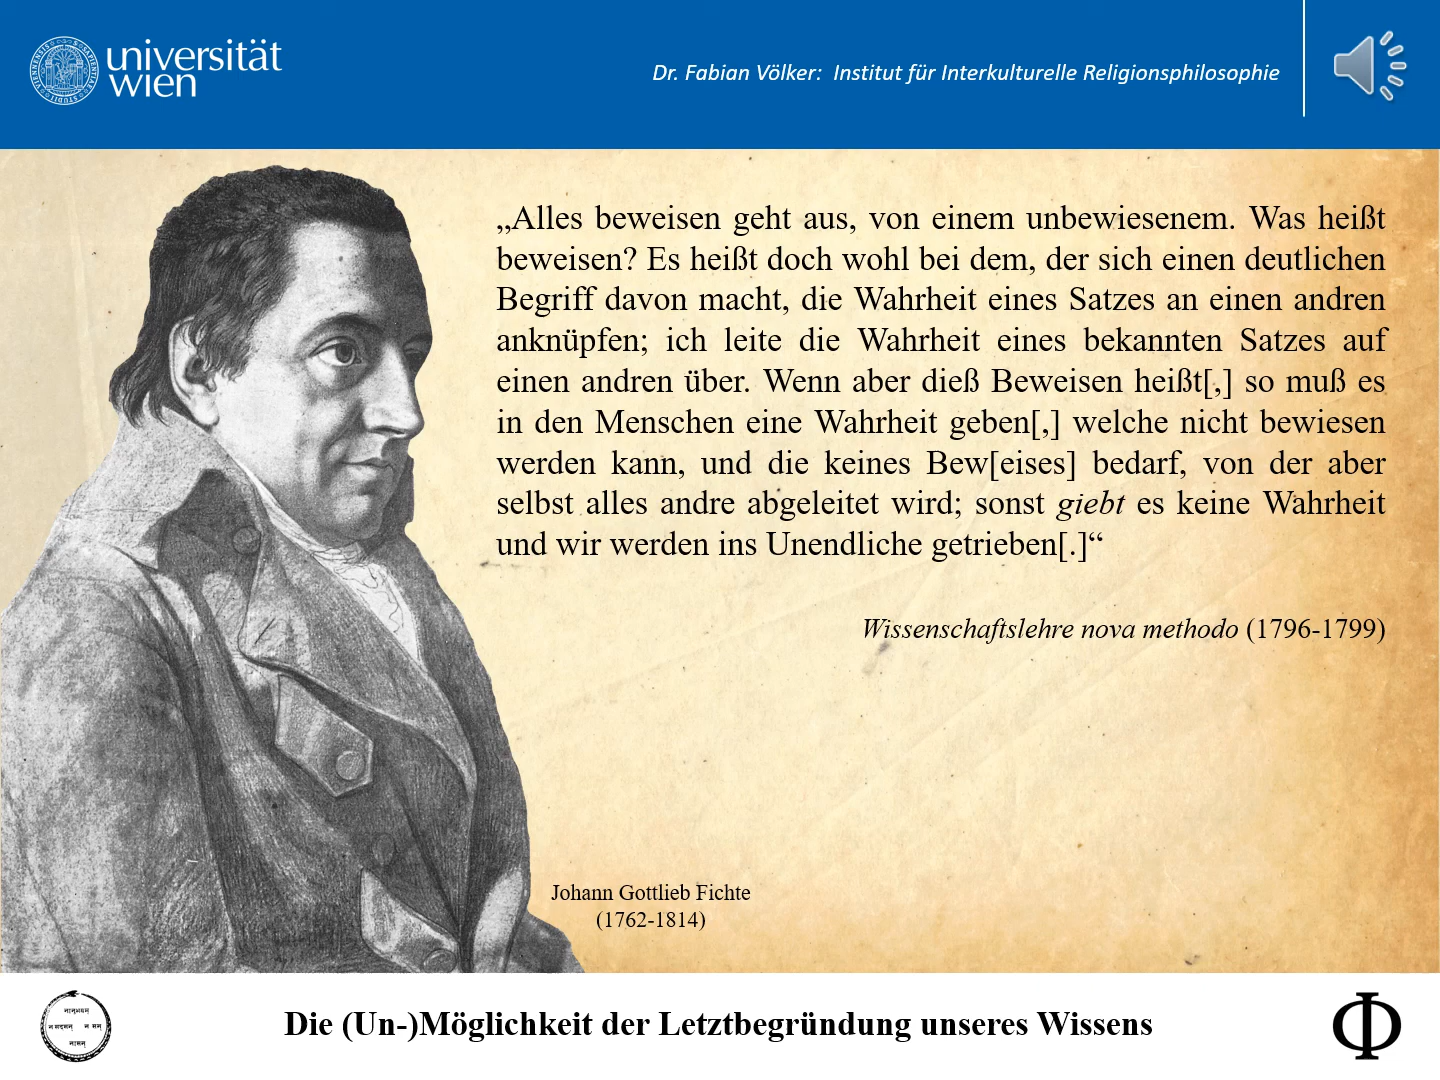 universität
wien
Dr. Fabian Völker: Institut für Interkulturelle Religionsphilosophie
„Alles beweisen geht aus, von einem unbewiesenem. Was heißt
beweisen? Es heißt doch wohl bei dem, der sich einen deutlichen
Begriff davon macht, die Wahrheit eines Satzes an einen andren
anknüpfen; ich leite die Wahrheit eines bekannten Satzes auf
einen andren über. Wenn aber dieß Beweisen heißt[,] so muß es
in den Menschen eine Wahrheit geben[,] welche nicht bewiesen
werden kann, und die keines Bew[eises] bedarf, von der aber
selbst alles andre abgeleitet wird; sonst giebt es keine Wahrheit
und wir werden ins Unendliche getrieben[.]“
Wissenschaftslehre nova methodo (1796-1799)
Johann Gottlieb Fichte
(1762-1814)
Die (Un-)Möglichkeit der Letztbegründung unseres Wissens
Φ